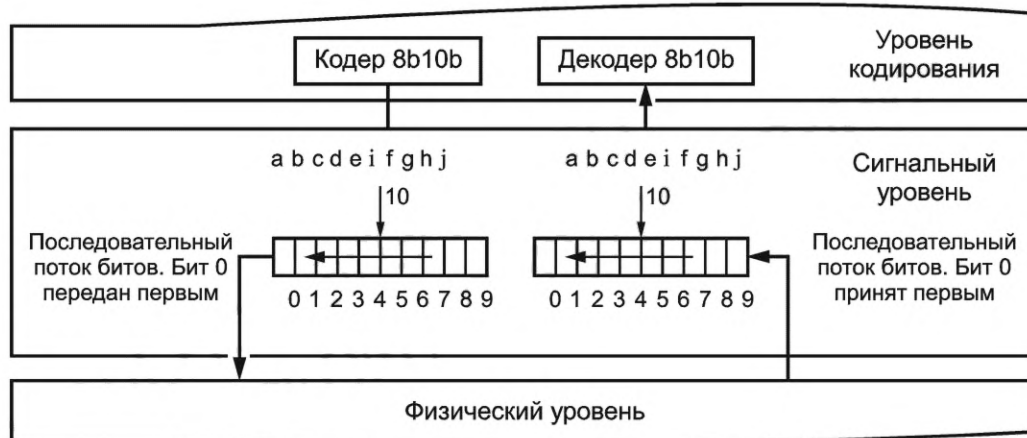 Кодер 8b10b
Декодер 8b10b
Уровень
кодирования
a b c d e i f g h j
a b c d e i f g h j
Сигнальный
уровень
10
10
Последовательный
поток битов. Бит 0
передан первым
Последовательный
поток битов. Бит 0
принят первым
0 1 2 3 4 5 6 7 8 9
0 1 2 3 4 5 6 7 8 9
Физический уровень